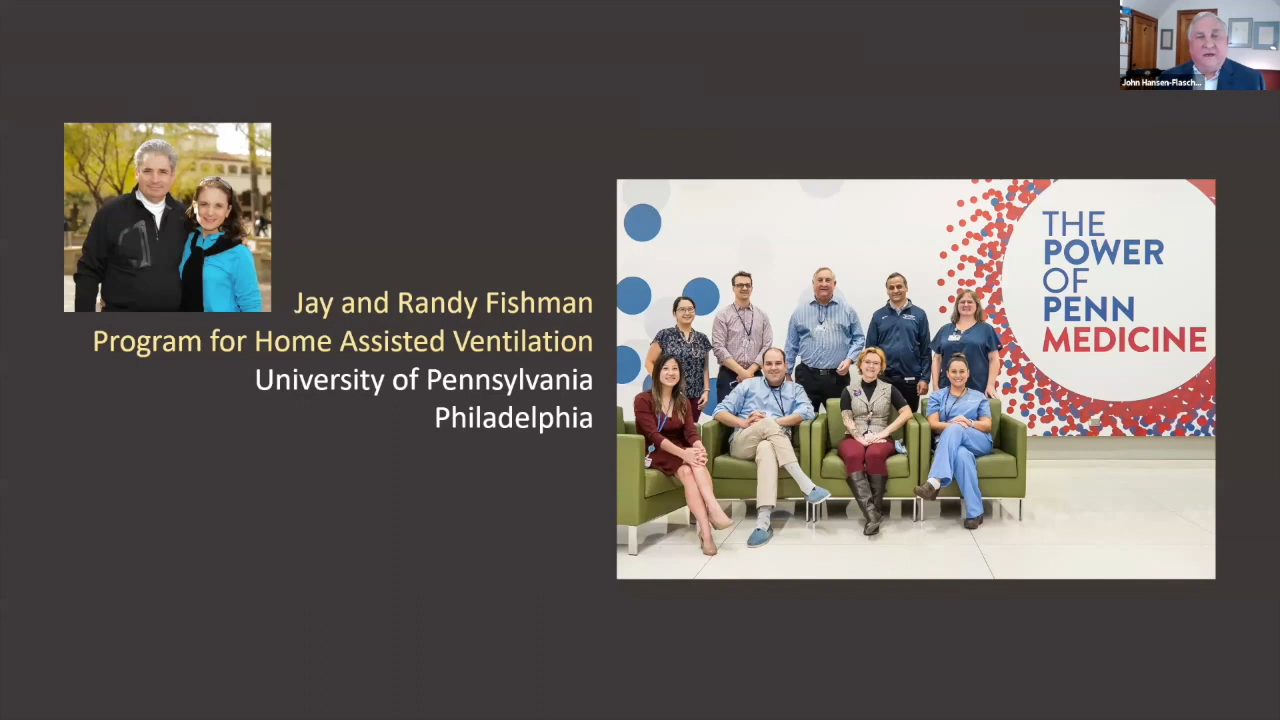 John Hansen-Flasch...
Jay and Randy Fishman
Program for Home Assisted Ventilation
University of Pennsylvania
Philadelphia
THE
POWER
OF
PENN
MEDICINE